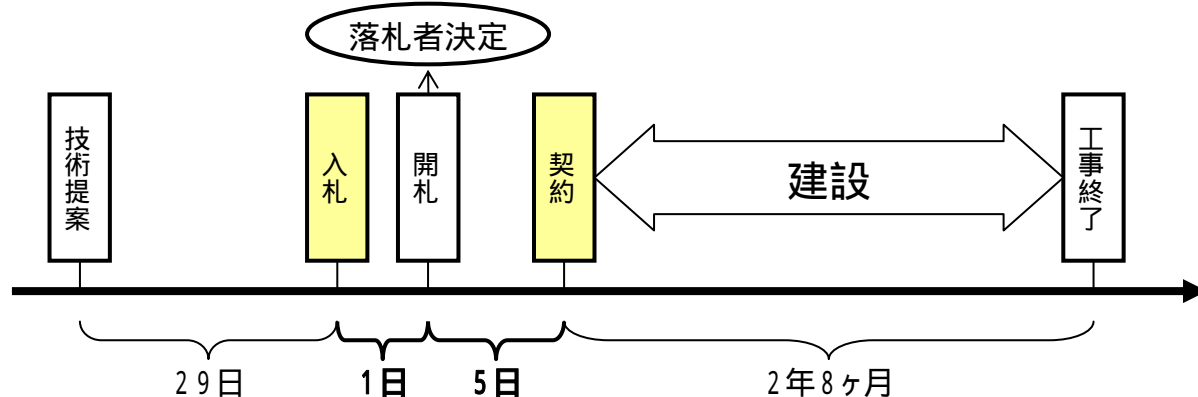 落札者決定
技術提案
入札
開札
契約
建設
工事終了
29日
1日
5日
2年8ヶ月